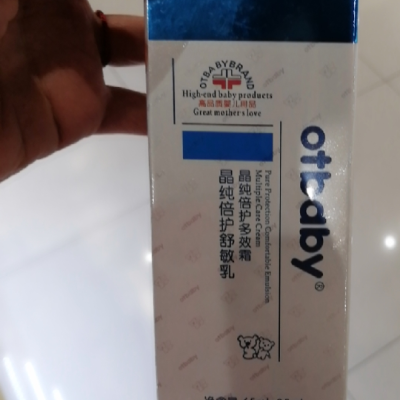 OTBABYBRAND
High-end baby products
高品质婴儿用品
Great mother's love
otbaby®
Pure Protection Comfortable Emulsion
Multiple Care Cream
晶纯倍护多效霜
晶纯倍护舒敏乳